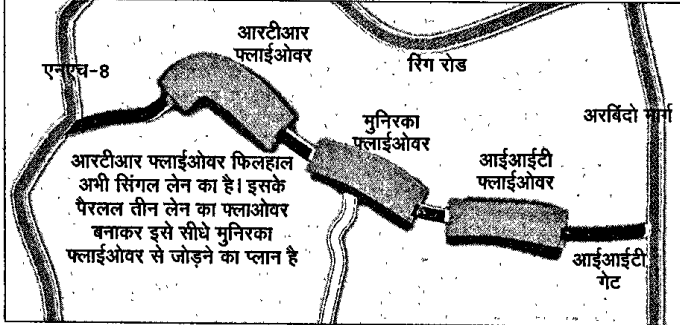 आरटीआर
फ्लाईओवर
एनएच-8
रिंग रोड
मुनिरका
फ्लाईओवर
अरबिंदो मार्ग
आईआईटी
फ्लाईओवर
आरटीआर फ्लाईओवर फिलहाल
अभी सिंगल लेन का है। इसके
पैरलल तीन लेन का फ्लाओवर
बनाकर इसे सीधे मुनिरका
फ्लाईओवर से जोड़ने का प्लान है
आईआईटी
गेट